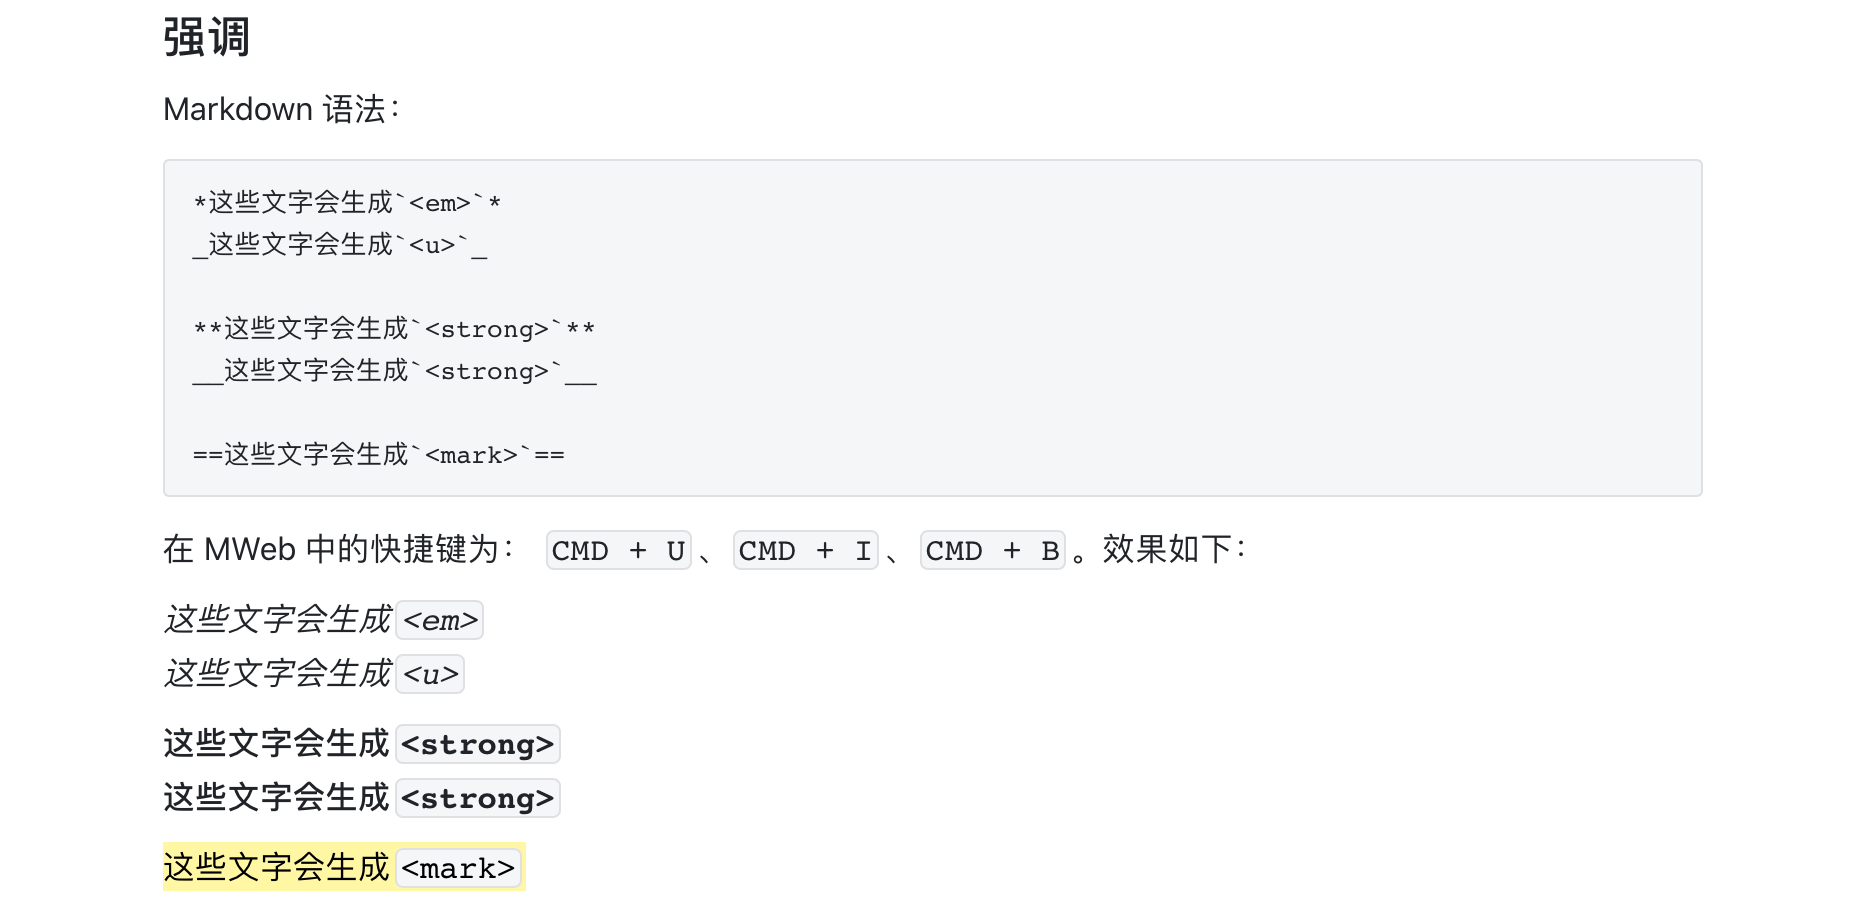 强调
Markdown 语法：
*这些文字会生成`<em>`*
_这些文字会生成`<u>`_
**这些文字会生成`<strong>`**
__这些文字会生成`<strong>`__
==这些文字会生成`<mark>`==
在 MWeb 中的快捷键为： CMD + U、CMD + I、CMD + B。效果如下：
这些文字会生成<em>
这些文字会生成<u>
这些文字会生成<strong>
这些文字会生成<strong>
这些文字会生成<mark>